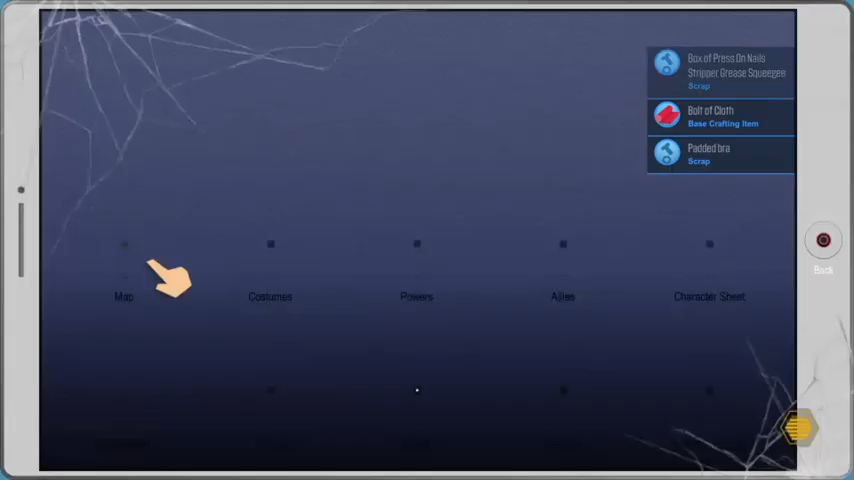 Box of Press On Nails
Stripper Grease Squeegee
Scrap
Bolt of Cloth
Base Crafting Item
Padded bra
Scrap
Back
Map
Costumes
Powers
Allies
Character Sheet